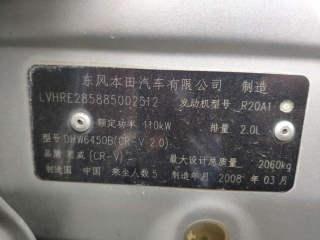 东风本田汽车有限公司 制造
LVHRE285885002512 发动机型号 R20A1
额定功率 110kW 排量 2.0L
型号 DHW6450B(CR-V 2.0)
品牌 思威(CR-V) 最大设计总质量 2060kg
制造国 中国 乘坐人数 5 制造年月 2008 年 03 月